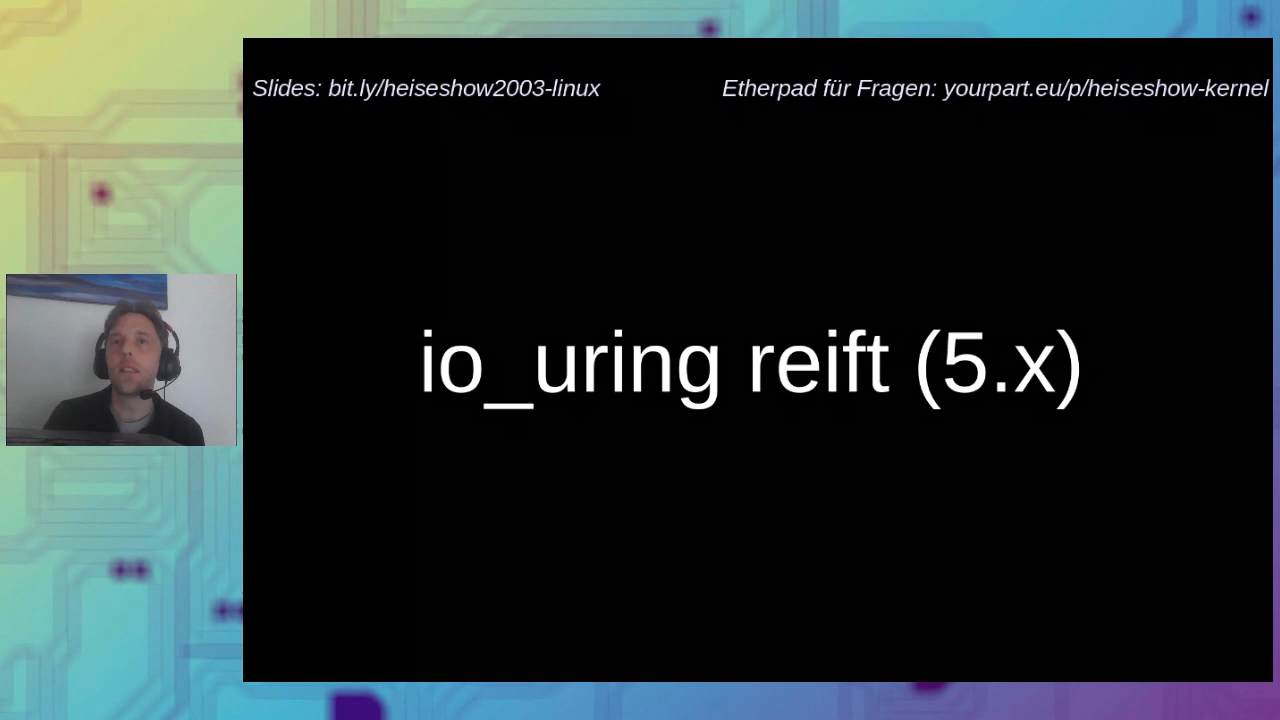 Slides: bit.ly/heiseshow2003-linux
Etherpad für Fragen: yourpart.eu/p/heiseshow-kernel
io_uring reift (5.x)